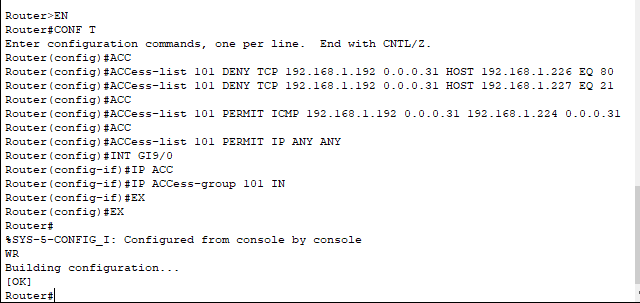 Router>EN
Router#CONF T
Enter configuration commands, one per line.  End with CNTL/Z.
Router(config)#ACC
Router(config)#ACCess-list 101 DENY TCP 192.168.1.192 0.0.0.31 HOST 192.168.1.226 EQ 80
Router(config)#ACCess-list 101 DENY TCP 192.168.1.192 0.0.0.31 HOST 192.168.1.227 EQ 21
Router(config)#ACC
Router(config)#ACCess-list 101 PERMIT ICMP 192.168.1.192 0.0.0.31 192.168.1.224 0.0.0.31
Router(config)#ACC
Router(config)#ACCess-list 101 PERMIT IP ANY ANY
Router(config)#INT GI9/0
Router(config-if)#IP ACC
Router(config-if)#IP ACCess-group 101 IN
Router(config-if)#EX
Router(config)#EX
Router#
%SYS-5-CONFIG_I: Configured from console by console
WR
Building configuration...
[OK]
Router#